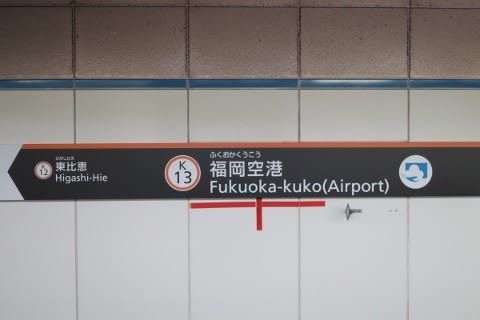 ひがしひえ
K
12
東比恵
Higashi-Hie
K
13
ふくおかくうこう
福岡空港
Fukuoka-kuko(Airport)